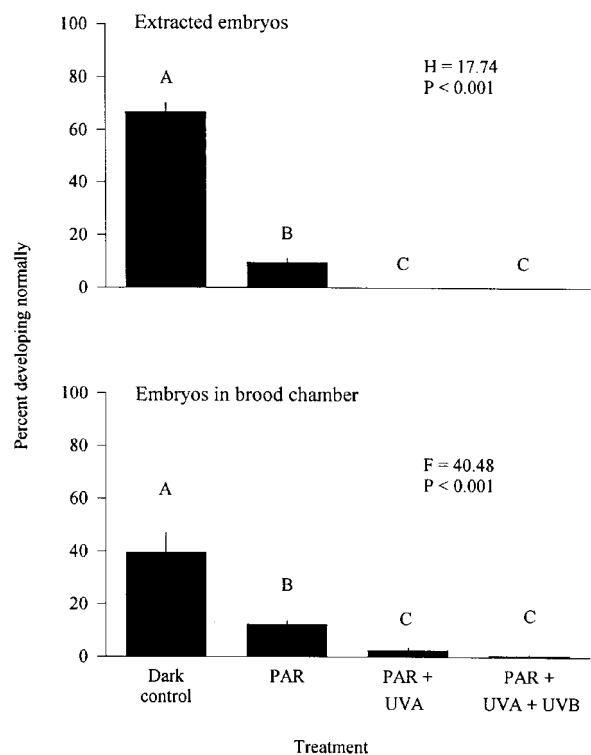 Extracted embryos
H = 17.74
P < 0.001
100
80
60
40
20
0
A
B
C
C
Percent developing normally
Embryos in brood chamber
F = 40.48
P < 0.001
100
80
60
40
20
0
A
B
C
C
Dark
control
PAR
PAR +
UVA
PAR +
UVA + UVB
Treatment